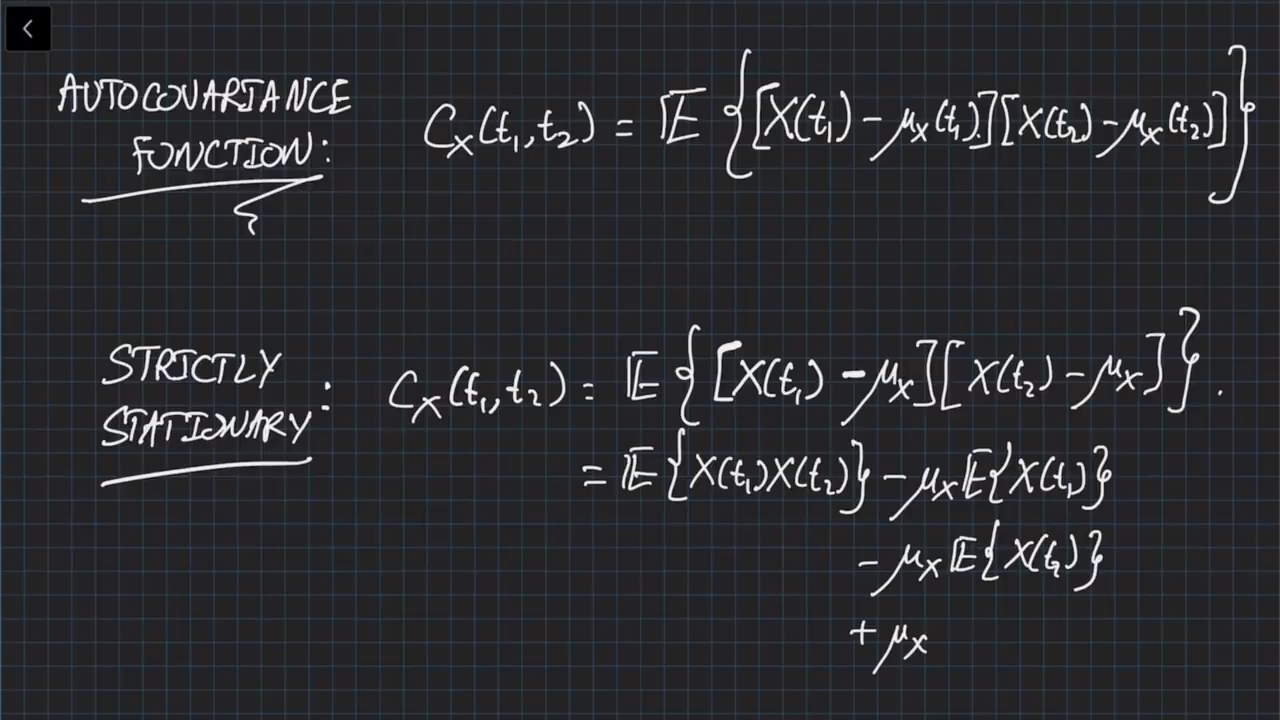 AUTOCOVARIANCE
FUNCTION:
C_X(t_1, t_2) = 𝔼 {[X(t_1) - μ_X(t_1)][X(t_2) - μ_X(t_2)]}
STRICTLY
STATIONARY :
C_X(t_1, t_2) = 𝔼 {[X(t_1) - μ_X][X(t_2) - μ_X]}.
= 𝔼{X(t_1)X(t_2)} - μ_X 𝔼{X(t_1)}
- μ_X 𝔼{X(t_2)}
+ μ_X